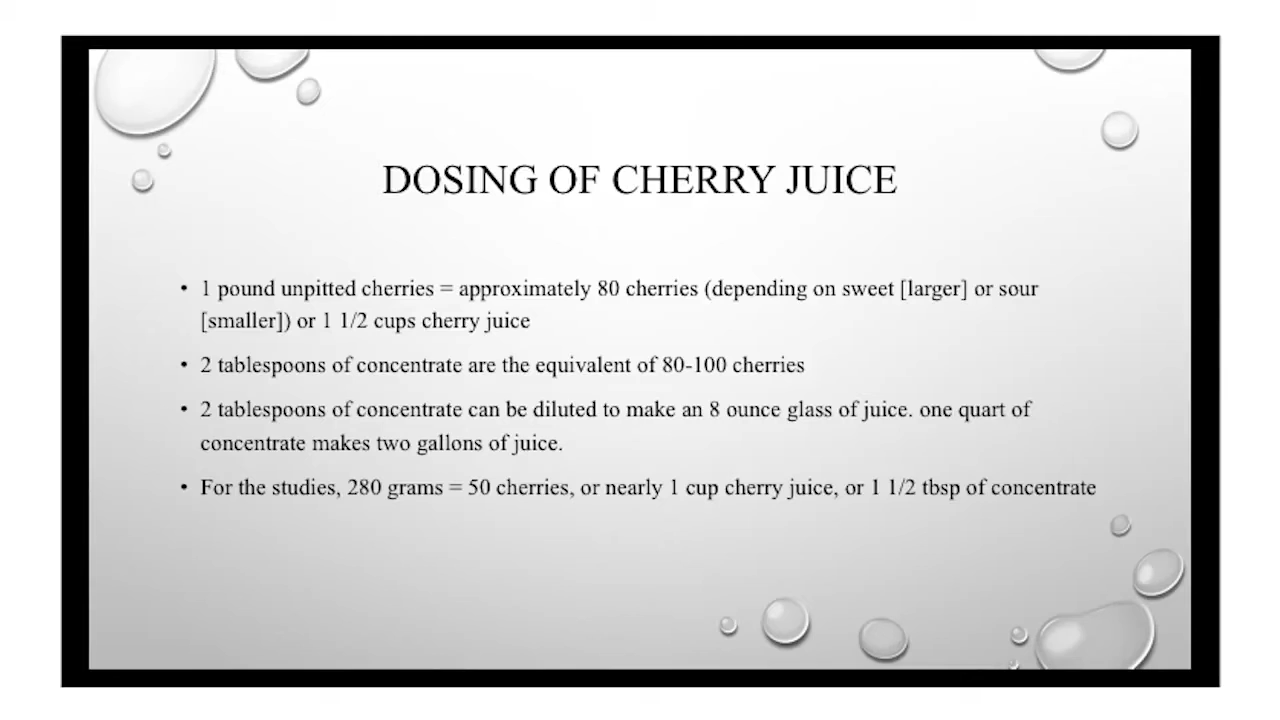 DOSING OF CHERRY JUICE
• 1 pound unpitted cherries = approximately 80 cherries (depending on sweet [larger] or sour
[smaller]) or 1 1/2 cups cherry juice
• 2 tablespoons of concentrate are the equivalent of 80-100 cherries
• 2 tablespoons of concentrate can be diluted to make an 8 ounce glass of juice. one quart of
concentrate makes two gallons of juice.
• For the studies, 280 grams = 50 cherries, or nearly 1 cup cherry juice, or 1 1/2 tbsp of concentrate